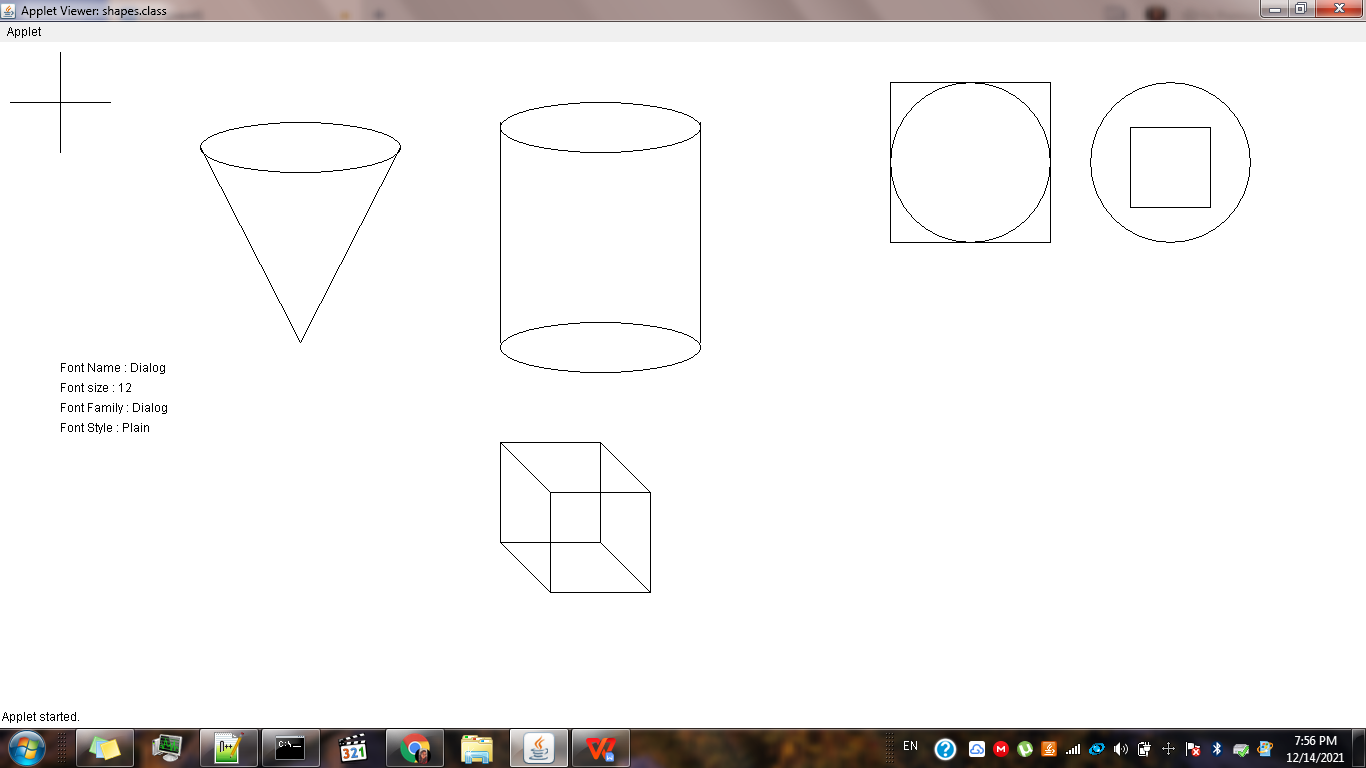 Applet Viewer: shapes.class
Applet
Font Name : Dialog
Font size : 12
Font Family : Dialog
Font Style : Plain
Applet started.
N++
C:\_
321
EN
7:56 PM
12/14/2021